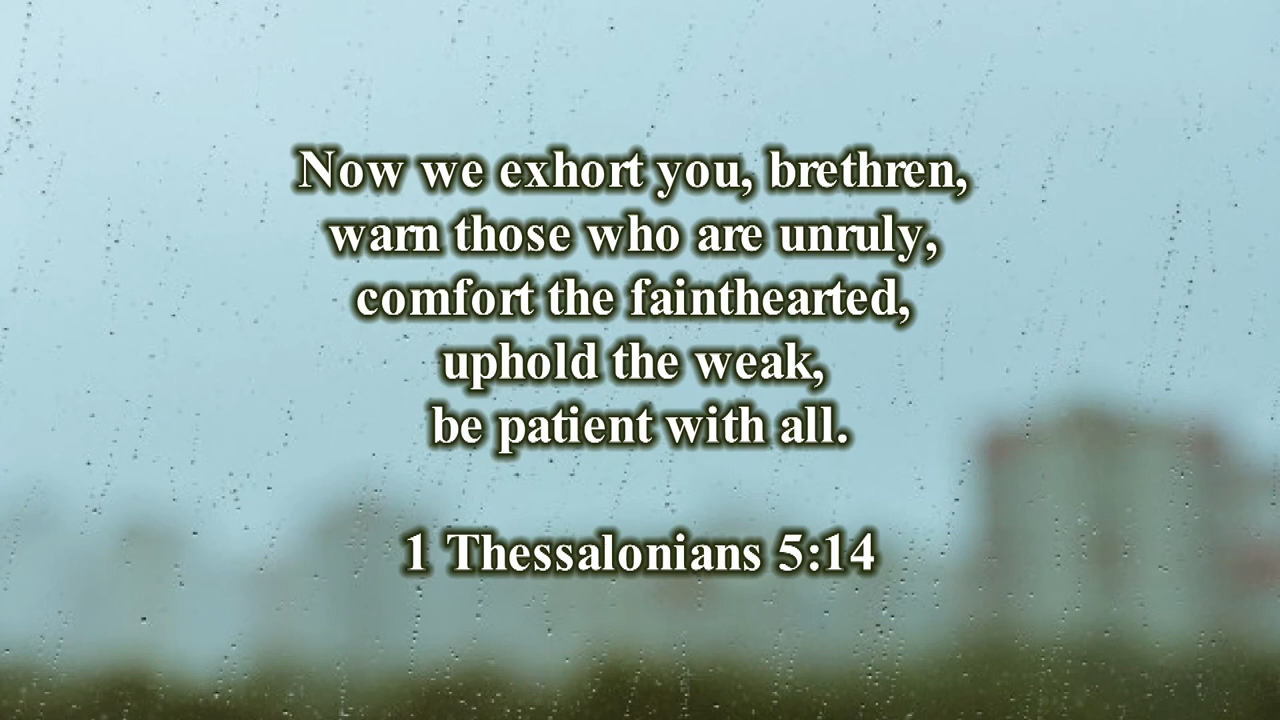 Now we exhort you, brethren,
warn those who are unruly,
comfort the fainthearted,
uphold the weak,
be patient with all.
1 Thessalonians 5:14